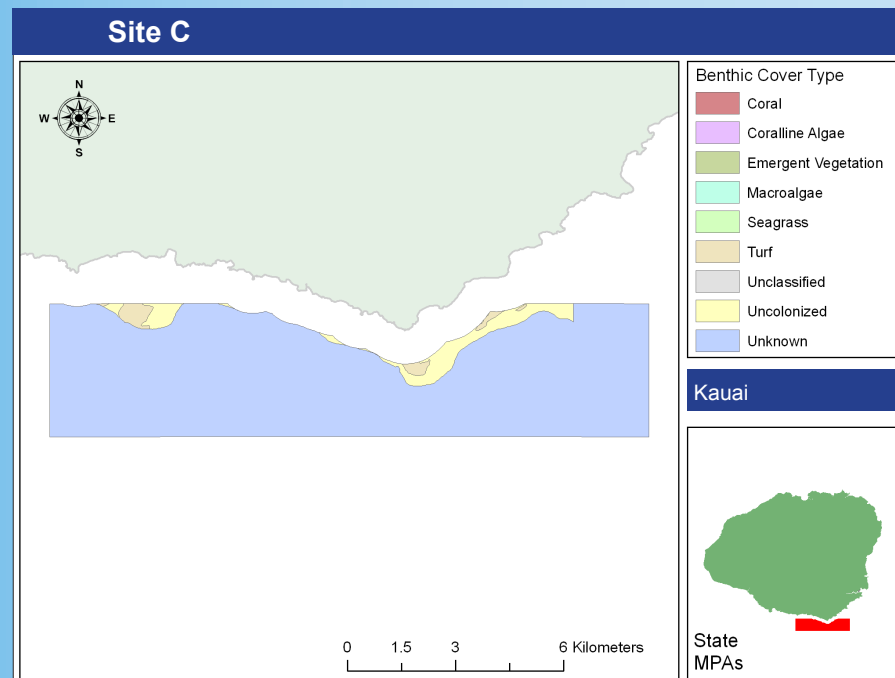 Site C
N
W E
S
0 1.5 3 6 Kilometers
Benthic Cover Type
Coral
Coralline Algae
Emergent Vegetation
Macroalgae
Seagrass
Turf
Unclassified
Uncolonized
Unknown
Kauai
State
MPAs